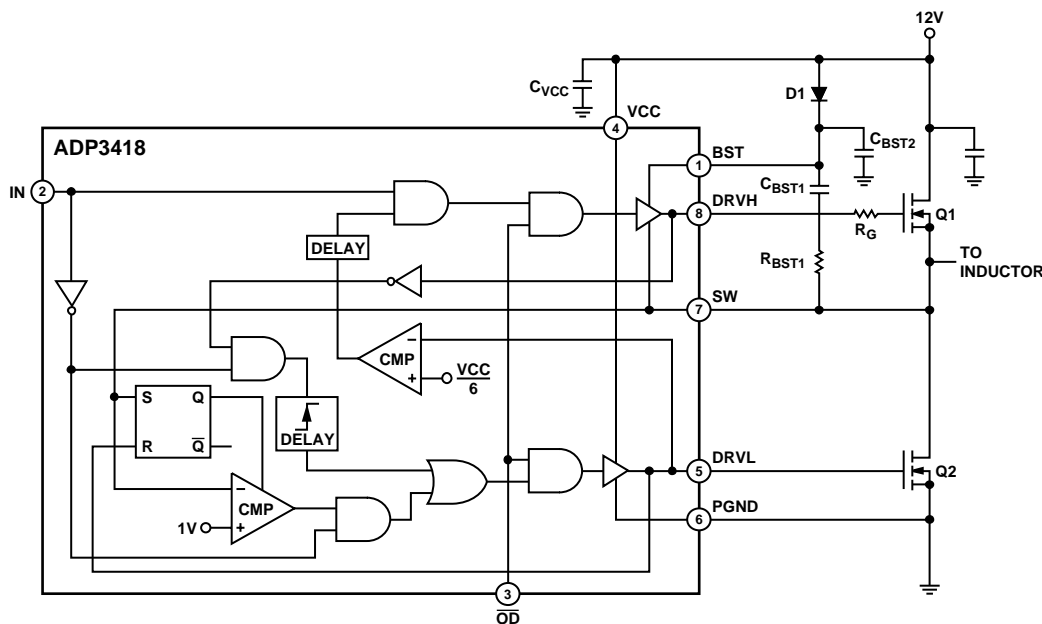 12V
C_VCC
D1
VCC
4
ADP3418
BST
1
C_BST2
C_BST1
IN
2
DRVH
8
R_G
Q1
DELAY
R_BST1
TO
INDUCTOR
SW
7
CMP
−
+
VCC
6
S
Q
R
Q̅
DELAY
DRVL
5
Q2
−
CMP
+
1V
PGND
6
3
O̅D̅